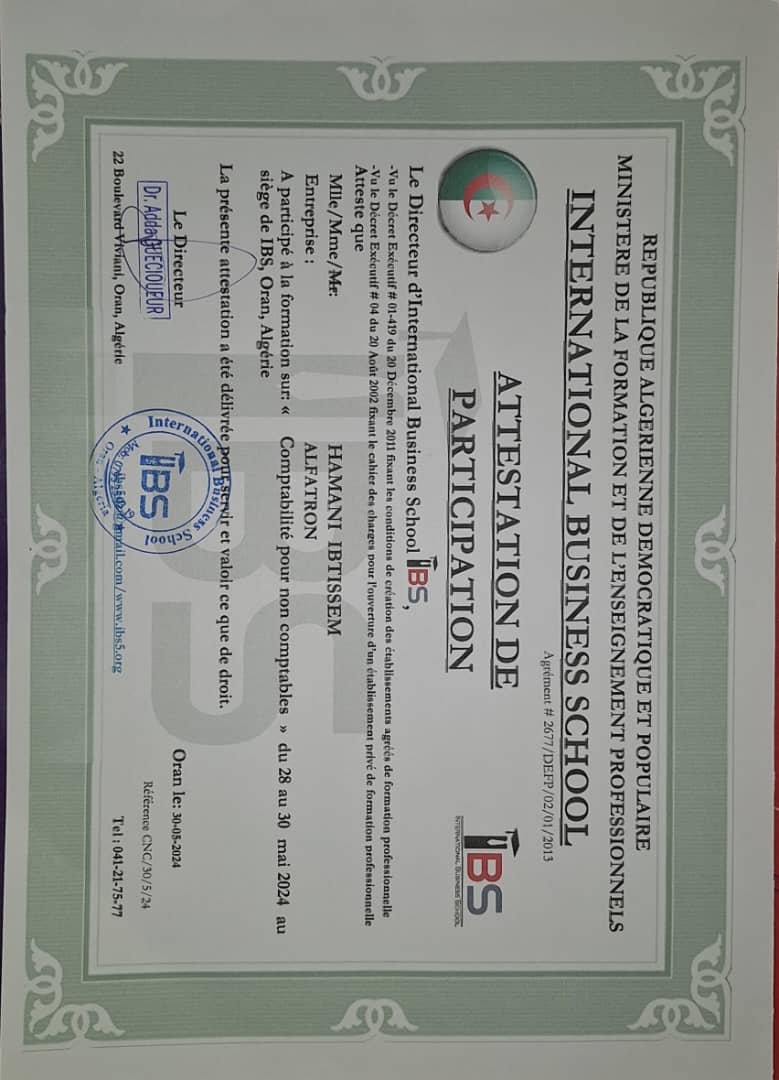 REPUBLIQUE ALGERIENNE DEMOCRATIQUE ET POPULAIRE
MINISTERE DE LA FORMATION ET DE L'ENSEIGNEMENT PROFESSIONNELS
INTERNATIONAL BUSINESS SCHOOL
Agrément # 2677/DEFP/02/01/2013
ATTESTATION DE
PARTICIPATION
IBS
INTERNATIONAL BUSINESS SCHOOL
Le Directeur d'International Business School IBS,
-Vu le Décret Exécutif # 01-419 du 20 Décembre 2011 fixant les conditions de création des établissements agréés de formation professionnelle
-Vu le Décret Exécutif # 04 du 20 Août 2002 fixant le cahier des charges pour l'ouverture d'un établissement privé de formation professionnelle
Atteste que
Mlle/Mme/Mr: HAMANI IBTISSEM
Entreprise : ALFATRON
A participé à la formation sur: « Comptabilité pour non comptables » du 28 au 30 mai 2024 au
siège de IBS, Oran, Algérie
La présente attestation a été délivrée pour servir et valoir ce que de droit.
Le Directeur
Dr. Adda GUECIOUEUR
International Business School
IBS
Oran - Algeria
Oran le: 30-05-2024
Référence CNC/30/5/24
22 Boulevard Viviani, Oran, Algérie
gmail.com/www.ibs5.org
Tel : 041-21-75-77